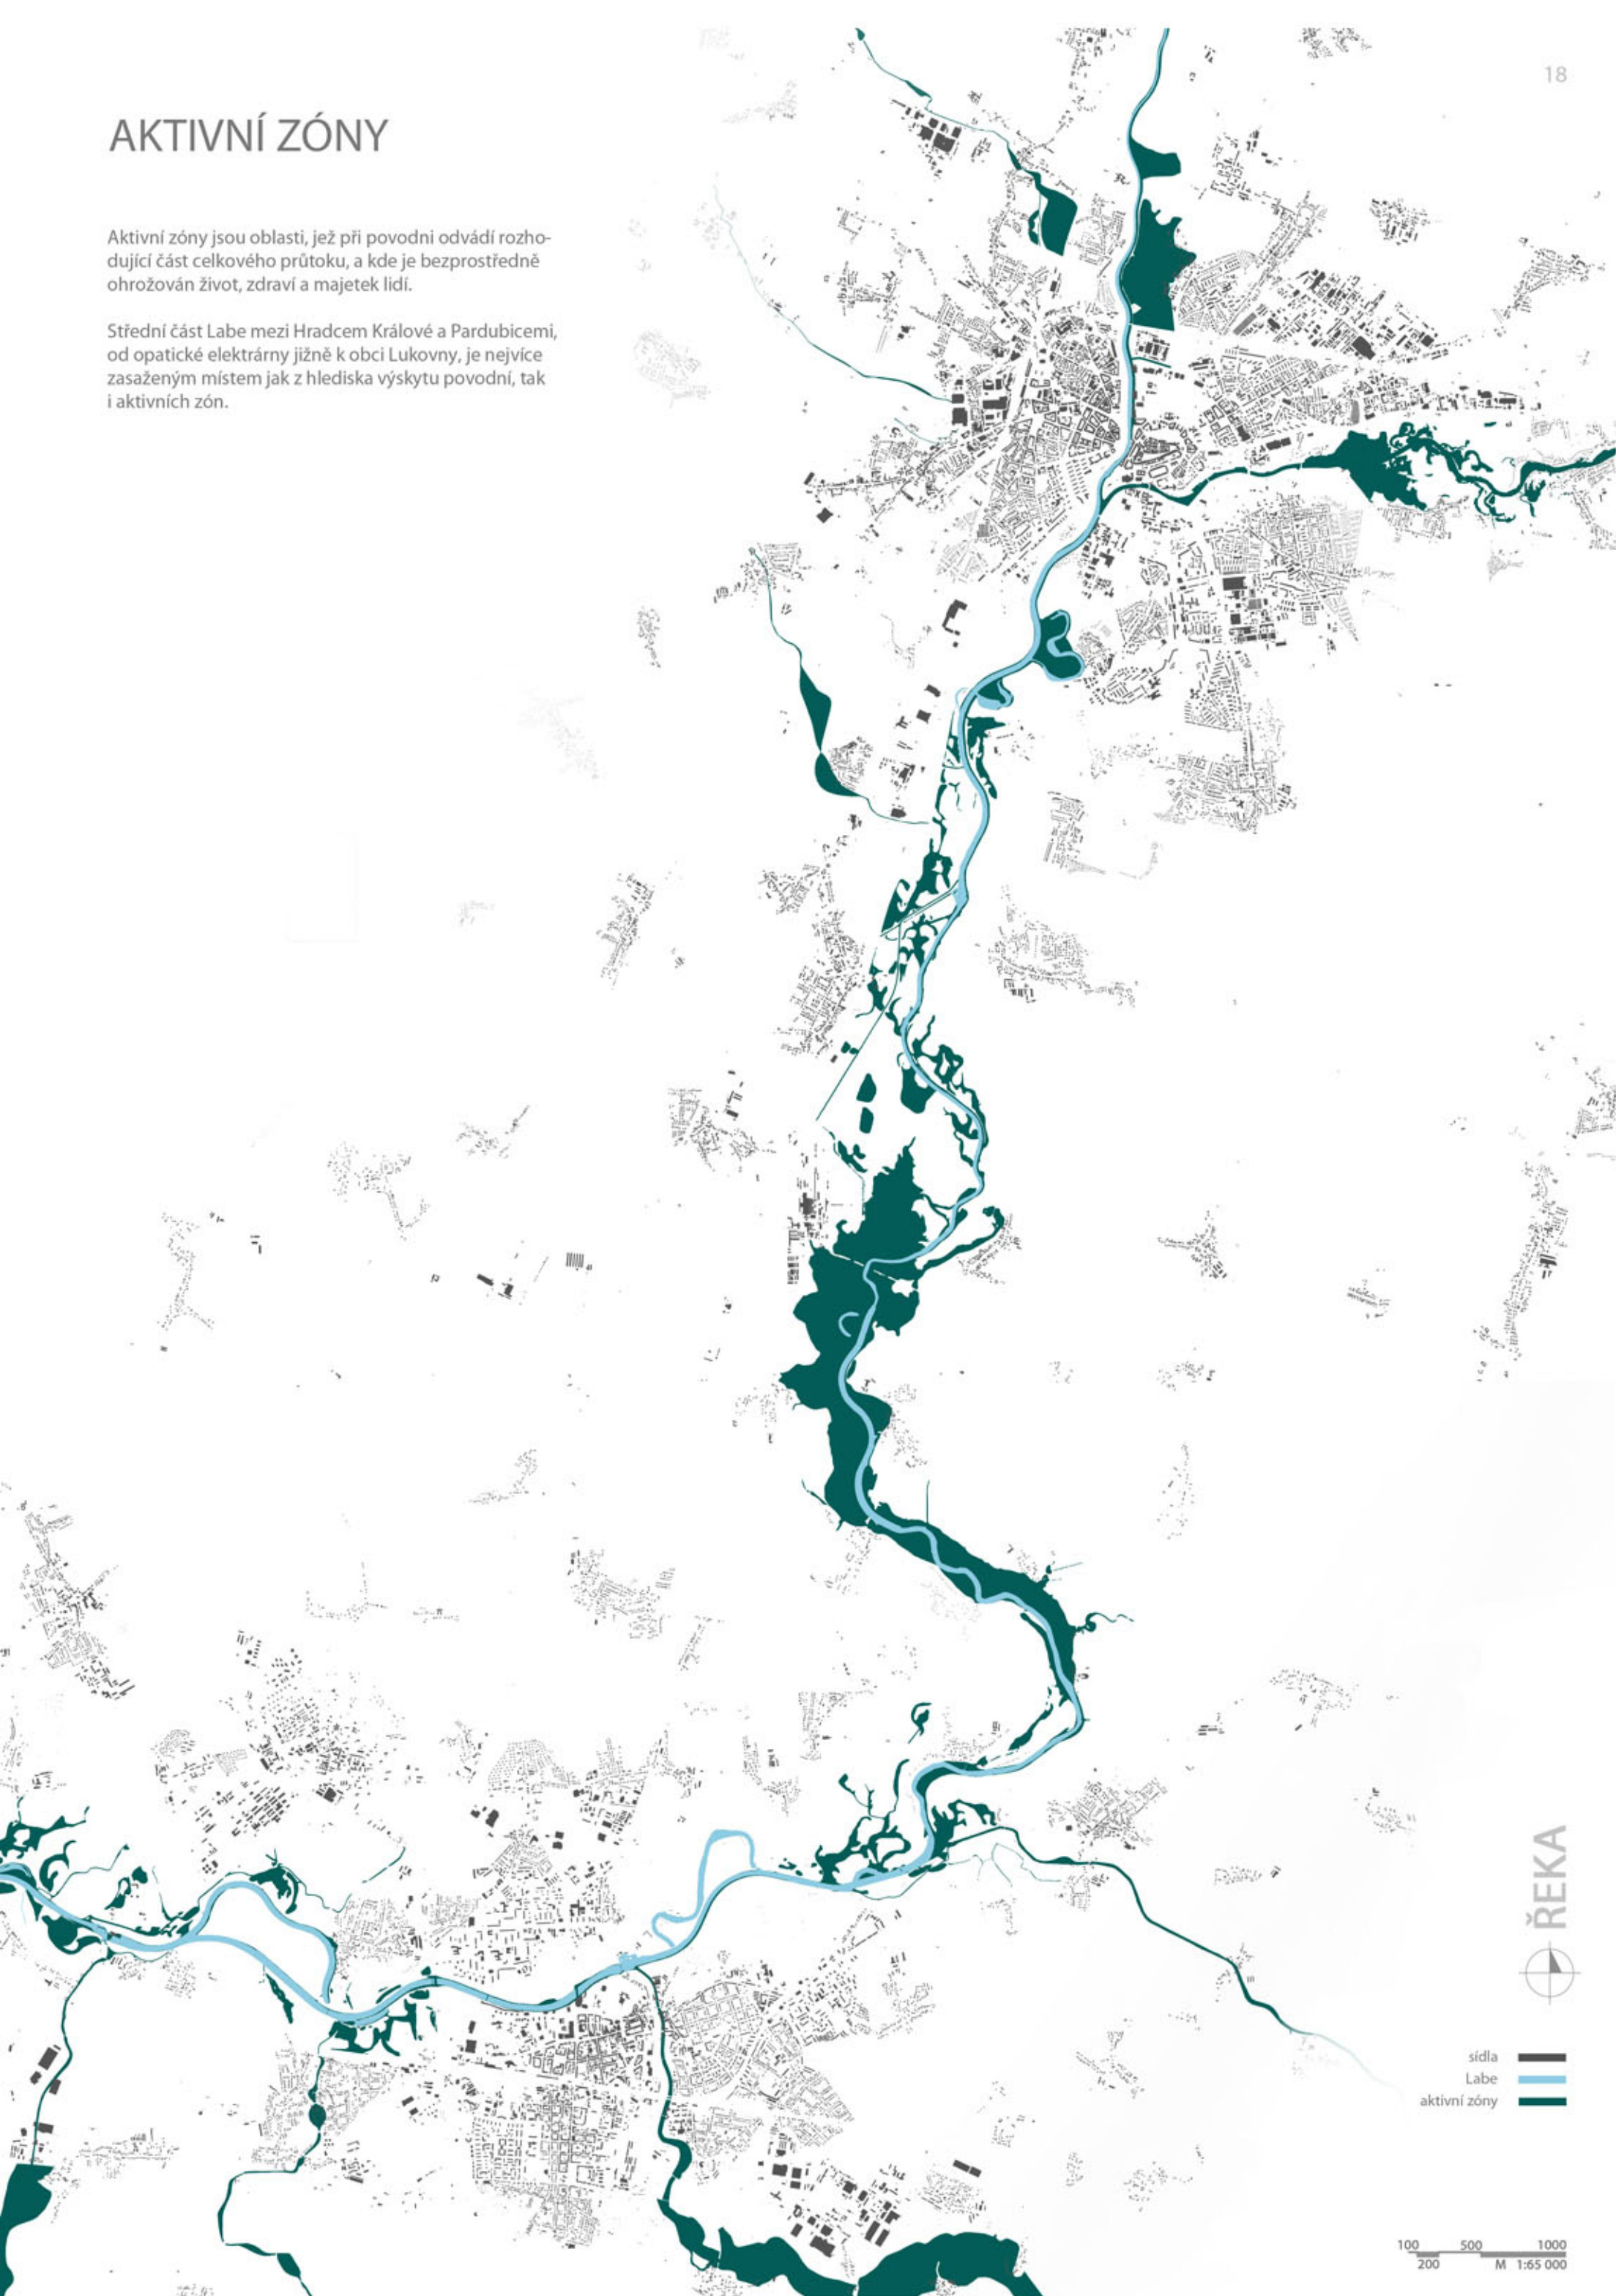 18
AKTIVNÍ ZÓNY
Aktivní zóny jsou oblasti, jež při povodni odvádí rozho-
dující část celkového průtoku, a kde je bezprostředně
ohrožován život, zdraví a majetek lidí.
Střední část Labe mezi Hradcem Králové a Pardubicemi,
od opatické elektrárny jižně k obci Lukovny, je nejvíce
zasaženým místem jak z hlediska výskytu povodní, tak
i aktivních zón.
ŘEKA
sídla
Labe
aktivní zóny
100 500 1000
200 M 1:65 000